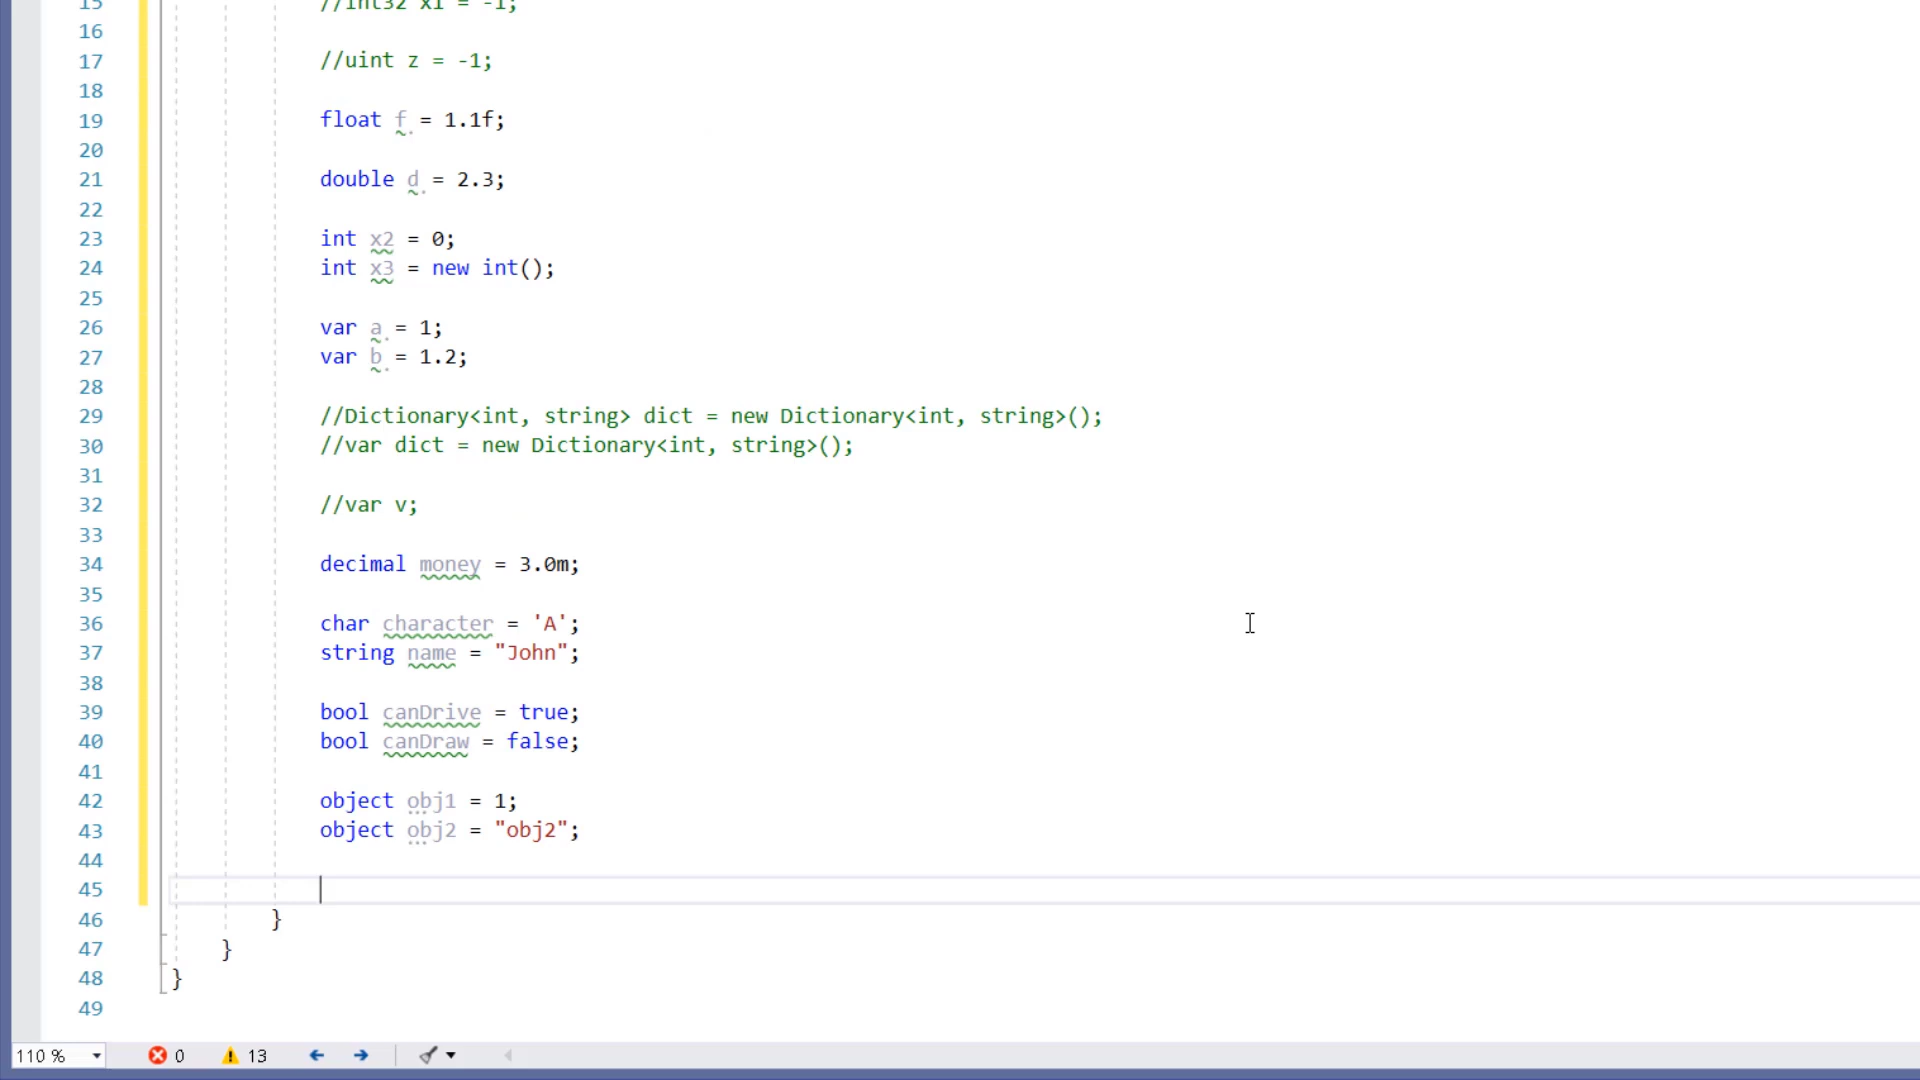 15 //int32 x1 = -1;
16
17 //uint z = -1;
18
19 float f = 1.1f;
20
21 double d = 2.3;
22
23 int x2 = 0;
24 int x3 = new int();
25
26 var a = 1;
27 var b = 1.2;
28
29 //Dictionary<int, string> dict = new Dictionary<int, string>();
30 //var dict = new Dictionary<int, string>();
31
32 //var v;
33
34 decimal money = 3.0m;
35
36 char character = 'A';
37 string name = "John";
38
39 bool canDrive = true;
40 bool canDraw = false;
41
42 object obj1 = 1;
43 object obj2 = "obj2";
44
45
46 }
47 }
48 }
49
110 % 0 13